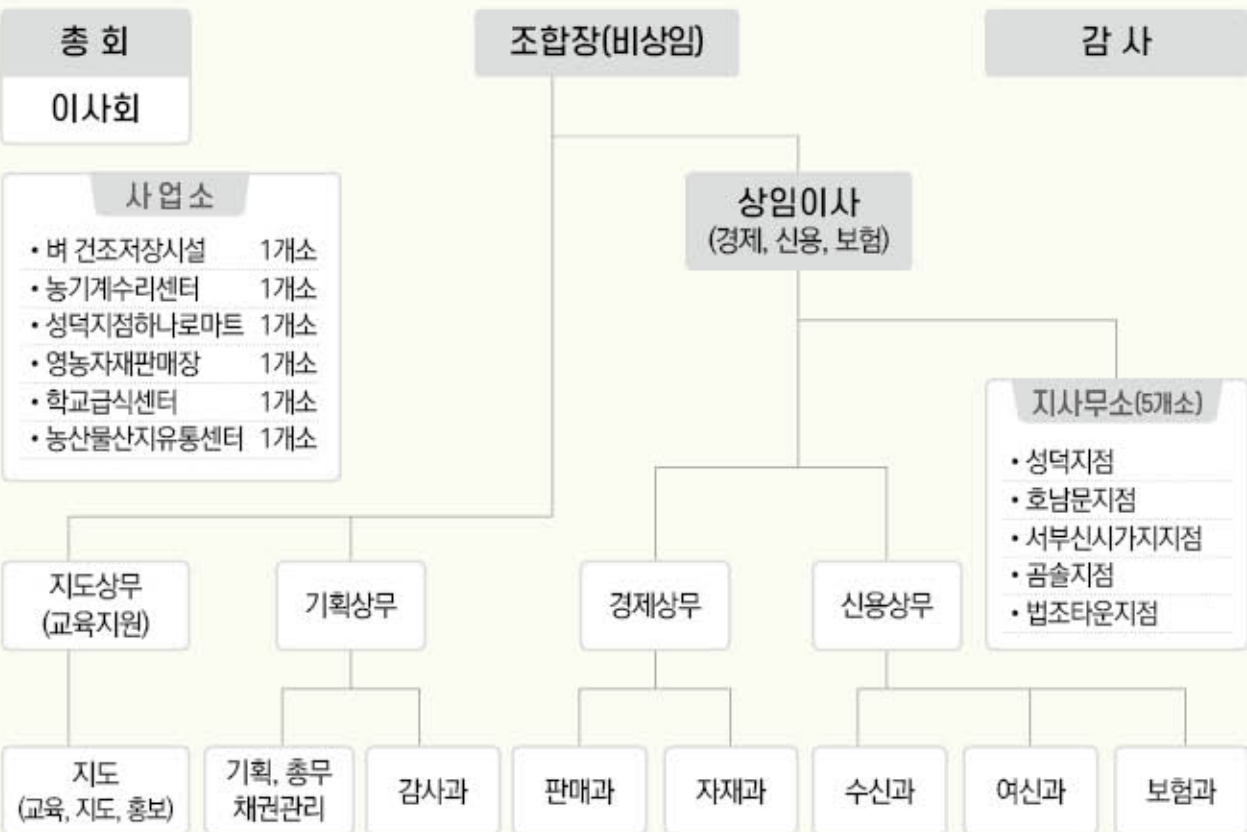 총 회
이사회
조합장(비상임)
감 사
사업소
• 벼 건조저장시설 1개소
• 농기계수리센터 1개소
• 성덕지점하나로마트 1개소
• 영농자재판매장 1개소
• 학교급식센터 1개소
• 농산물산지유통센터 1개소
상임이사
(경제, 신용, 보험)
지사무소(5개소)
• 성덕지점
• 호남문지점
• 서부신시가지지점
• 곰솔지점
• 법조타운지점
지도상무
(교육지원)
기획상무
경제상무
신용상무
지도
(교육, 지도, 홍보)
기획, 총무
채권관리
감사과
판매과
자재과
수신과
여신과
보험과